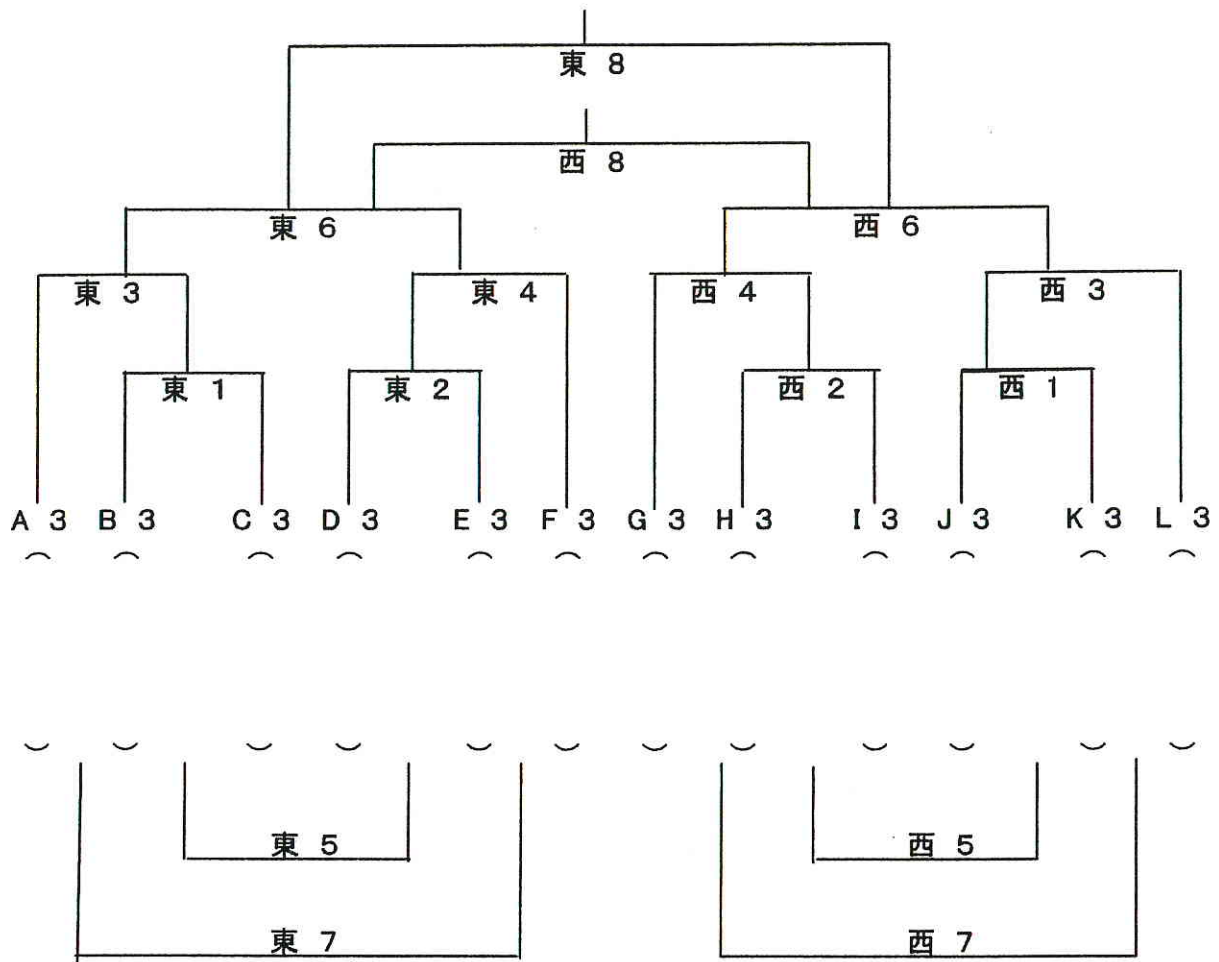 東 8
西 8
東 6
西 6
東 3
東 4
西 4
西 3
東 1
東 2
西 2
西 1
A 3 B 3 C 3 D 3 E 3 F 3 G 3 H 3 I 3 J 3 K 3 L 3
( ( ( ( ( ( ( ( ( ( ( (
) ) ) ) ) ) ) ) ) ) ) )
東 5
西 5
東 7
西 7